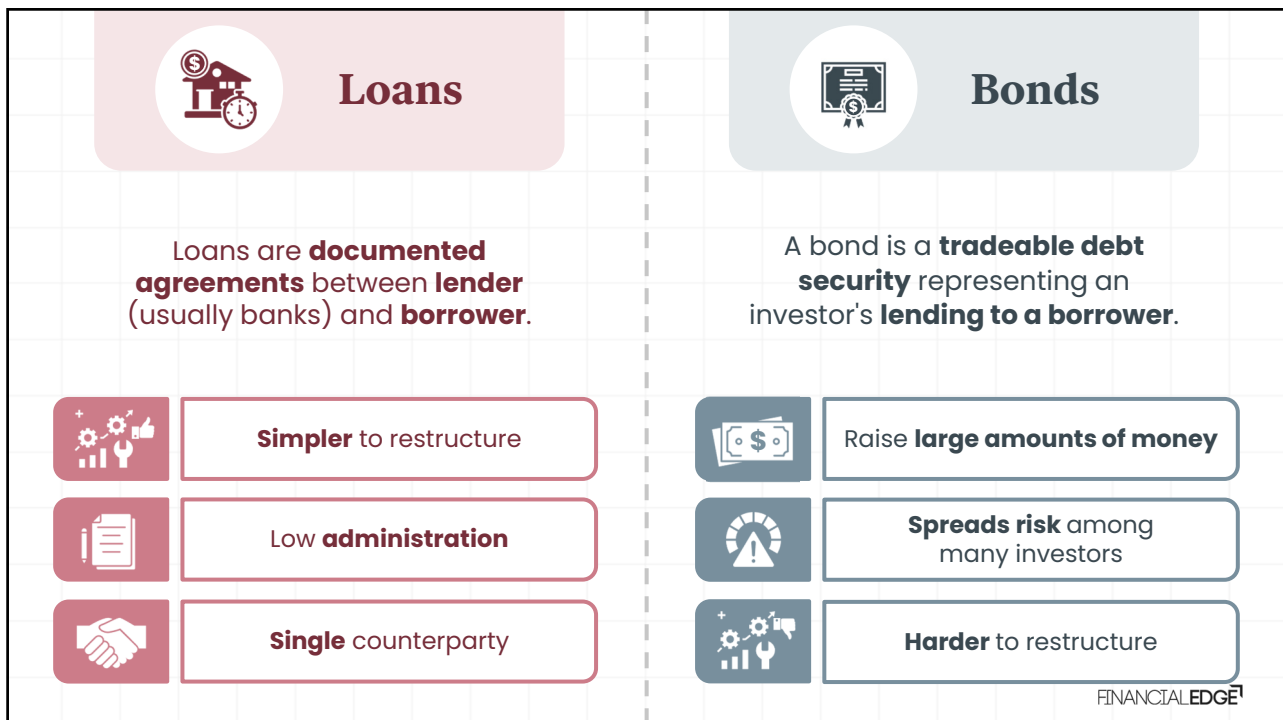 Loans
Loans are documented
agreements between lender
(usually banks) and borrower.
Simpler to restructure
Low administration
Single counterparty
Bonds
A bond is a tradeable debt
security representing an
investor's lending to a borrower.
Raise large amounts of money
Spreads risk among
many investors
Harder to restructure
FINANCIALEDGE